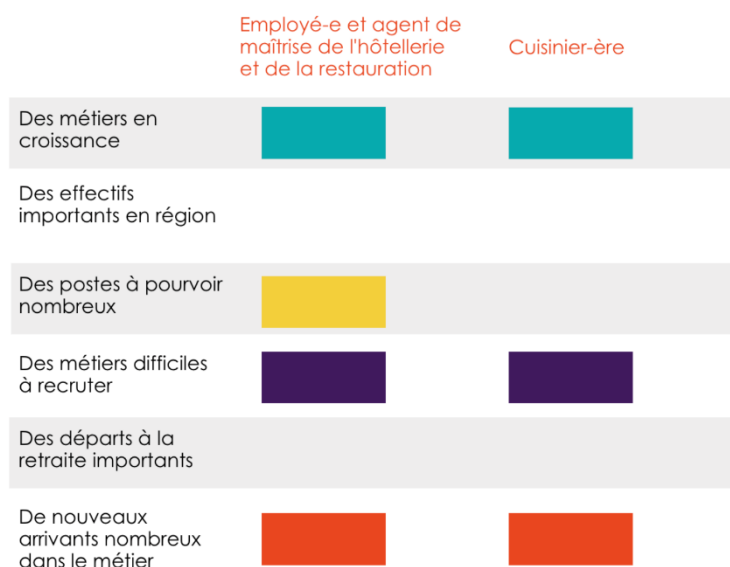 Employé-e et agent de
maîtrise de l'hôtellerie
et de la restauration
Cuisinier-ère
Des métiers en
croissance
Des effectifs
importants en région
Des postes à pourvoir
nombreux
Des métiers difficiles
à recruter
Des départs à la
retraite importants
De nouveaux
arrivants nombreux
dans le métier